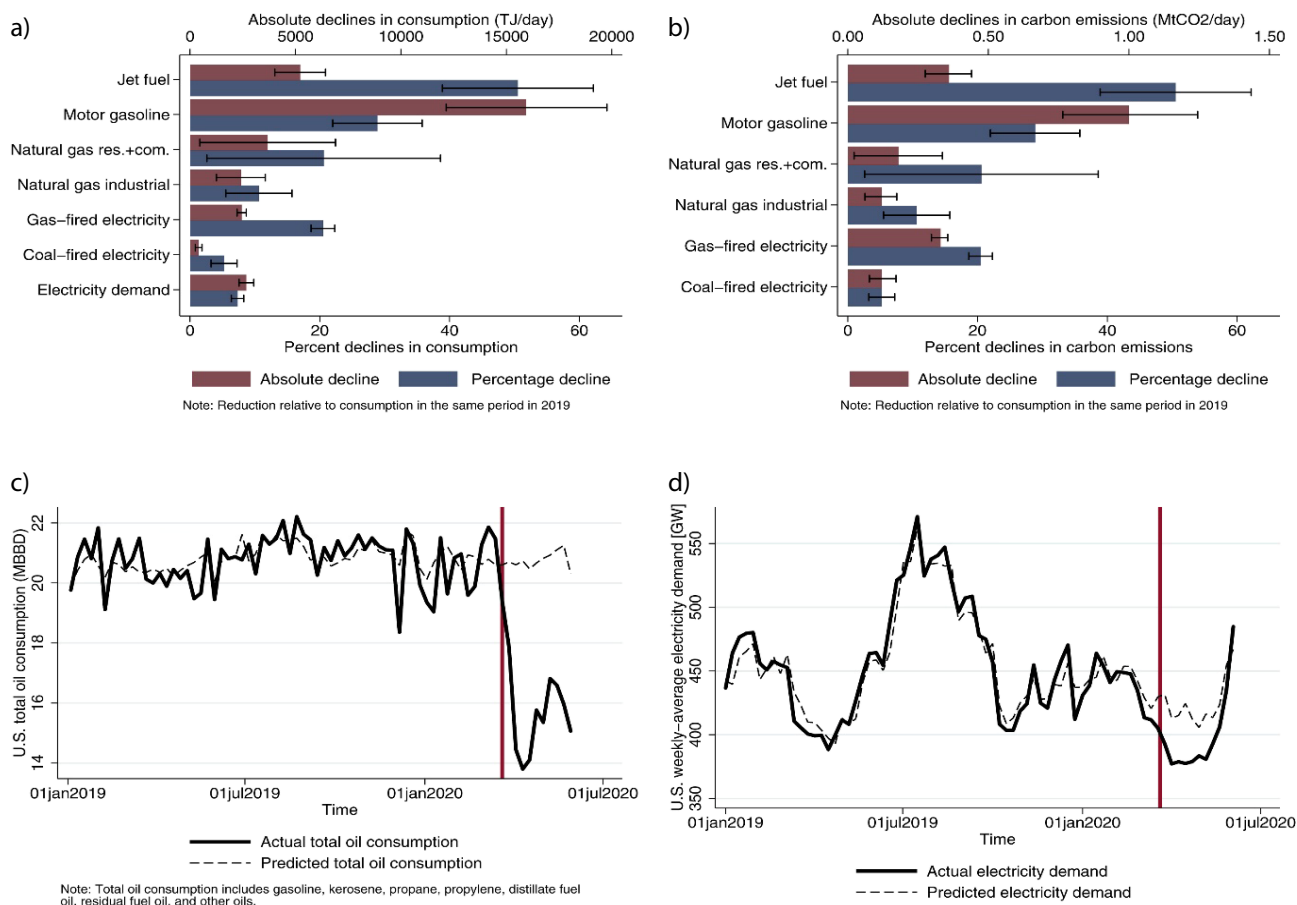 a)
Absolute declines in consumption (TJ/day)
0 5000 10000 15000 20000
Jet fuel
Motor gasoline
Natural gas res.+com.
Natural gas industrial
Gas−fired electricity
Coal−fired electricity
Electricity demand
0 20 40 60
Percent declines in consumption
Absolute decline Percentage decline
Note: Reduction relative to consumption in the same period in 2019
b)
Absolute declines in carbon emissions (MtCO2/day)
0.00 0.50 1.00 1.50
Jet fuel
Motor gasoline
Natural gas res.+com.
Natural gas industrial
Gas−fired electricity
Coal−fired electricity
0 20 40 60
Percent declines in carbon emissions
Absolute decline Percentage decline
Note: Reduction relative to consumption in the same period in 2019
c)
U.S. total oil consumption (MBBD)
22
20
18
16
14
01jan2019 01jul2019 01jan2020 01jul2020
Time
Actual total oil consumption
Predicted total oil consumption
Note: Total oil consumption includes gasoline, kerosene, propane, propylene, distillate fuel
oil, residual fuel oil, and other oils.
d)
U.S. weekly−average electricity demand [GW]
550
500
450
400
350
01jan2019 01jul2019 01jan2020 01jul2020
Time
Actual electricity demand
Predicted electricity demand